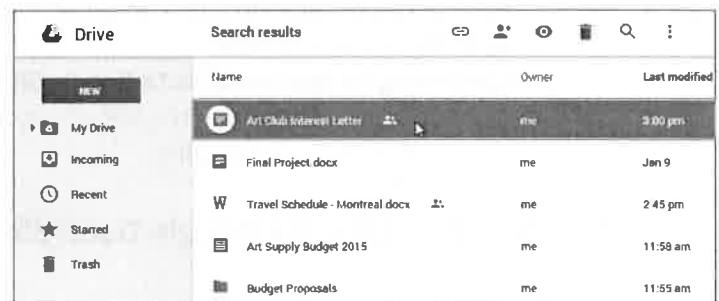 Drive
Search results
Name Owner Last modified
NEW
Art Club Interest Letter me 3:00 pm
My Drive
Final Project.docx me Jan 9
Incoming
Recent
Travel Schedule - Montreal.docx me 2:45 pm
Starred
Art Supply Budget 2015 me 11:58 am
Trash
Budget Proposals me 11:55 am